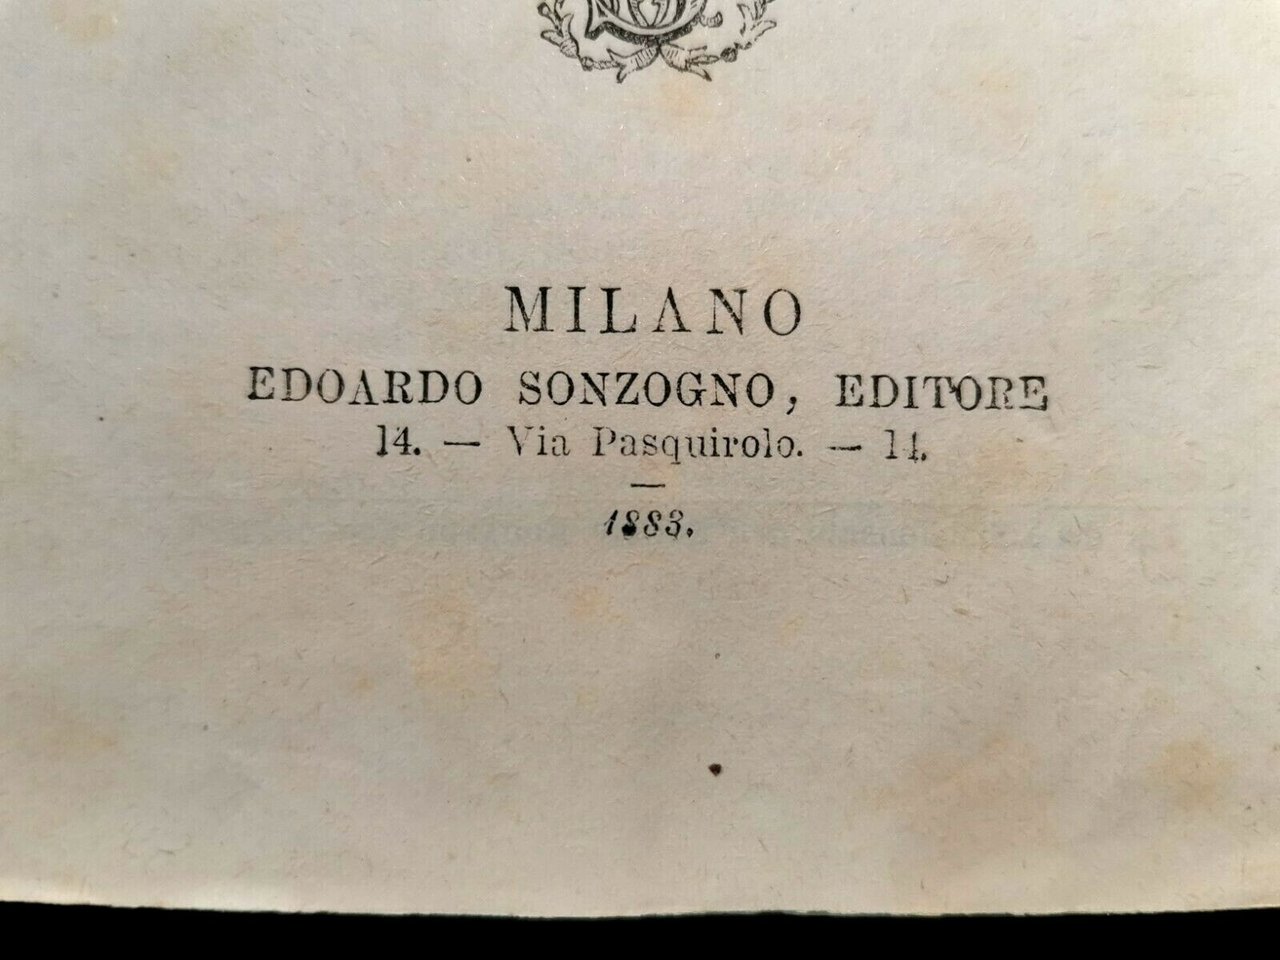 MILANO
EDOARDO SONZOGNO, EDITORE
14. — Via Pasquirolo. — 14.
—
1883.